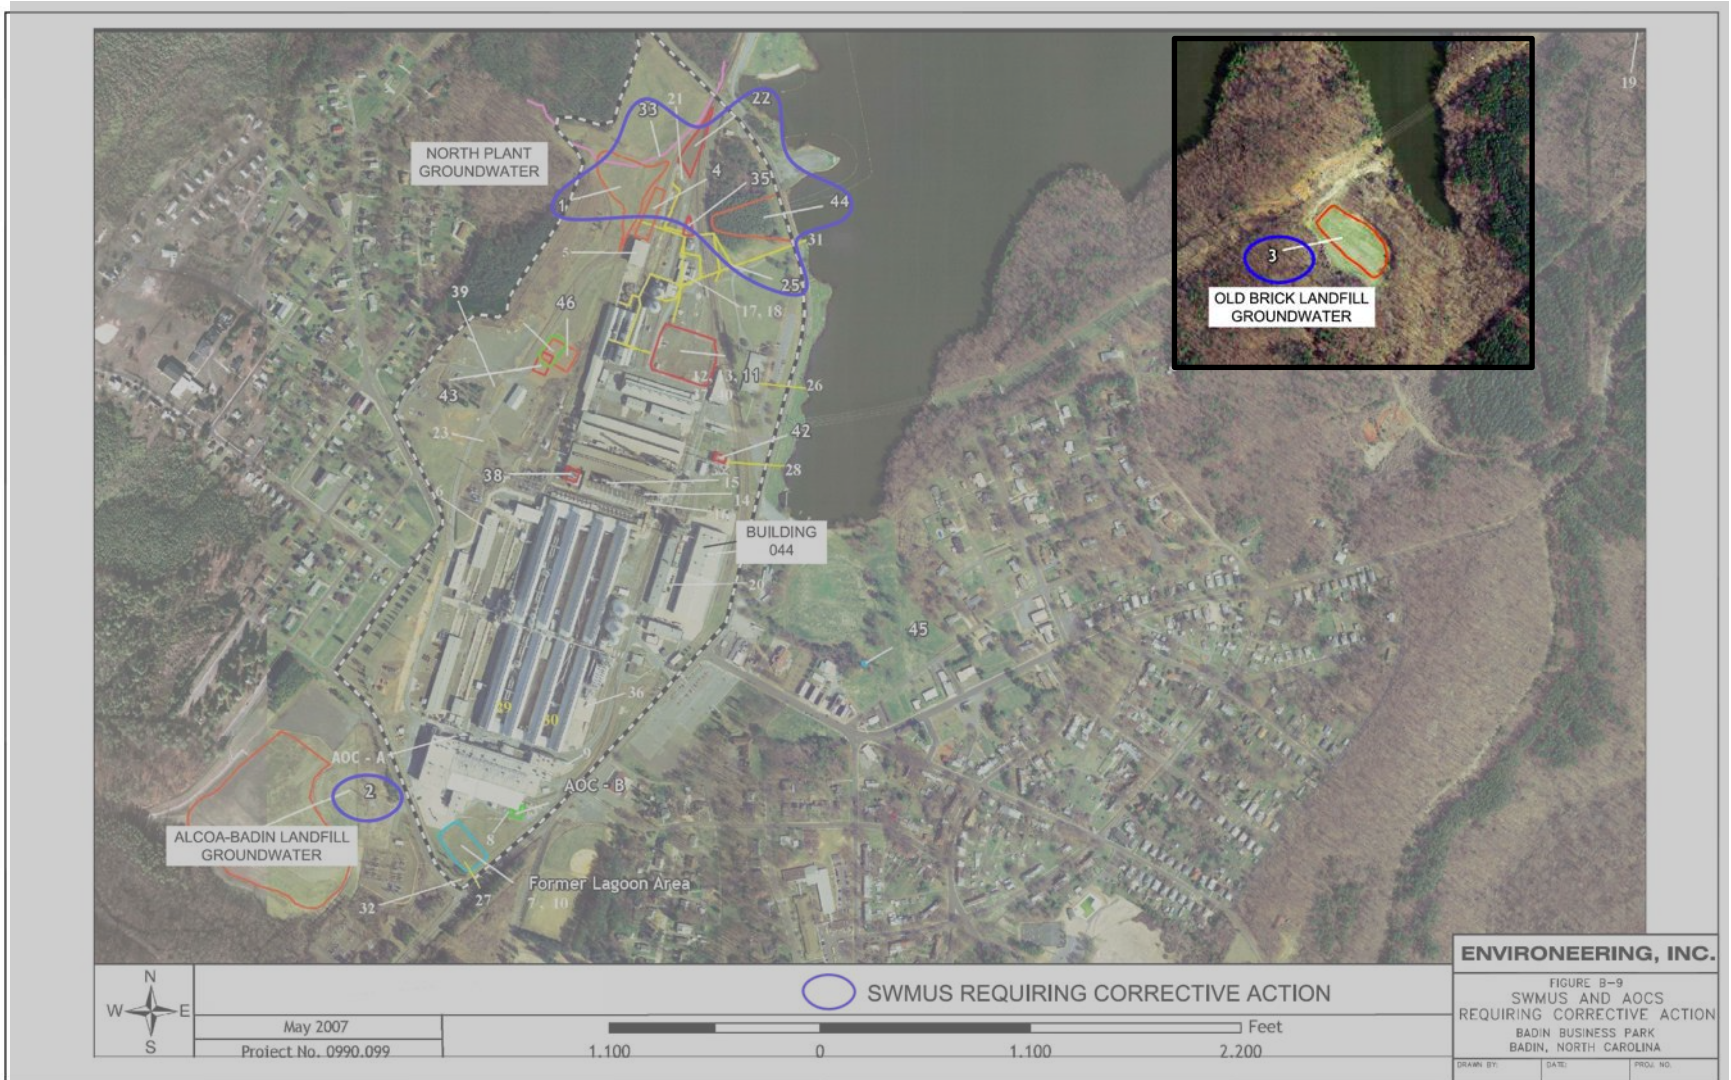 19
33
21
22
NORTH PLANT
GROUNDWATER
4
35
1
44
31
5
25
3
39
46
OLD BRICK LANDFILL
GROUNDWATER
17, 18
12, 13, 11
43
26
23
42
38
28
15
6
14
BUILDING
044
20
45
36
29
30
9
AOC - A
2
AOC - B
ALCOA-BADIN LANDFILL
GROUNDWATER
8
Former Lagoon Area
27
7, 10
32
N
W E
S
May 2007
Project No. 0990.099
SWMUS REQUIRING CORRECTIVE ACTION
1,100 0 1,100 2,200
Feet
ENVIRONEERING, INC.
FIGURE B-9
SWMUS AND AOCS
REQUIRING CORRECTIVE ACTION
BADIN BUSINESS PARK
BADIN, NORTH CAROLINA
DRAWN BY: DATE: PROJ. NO.